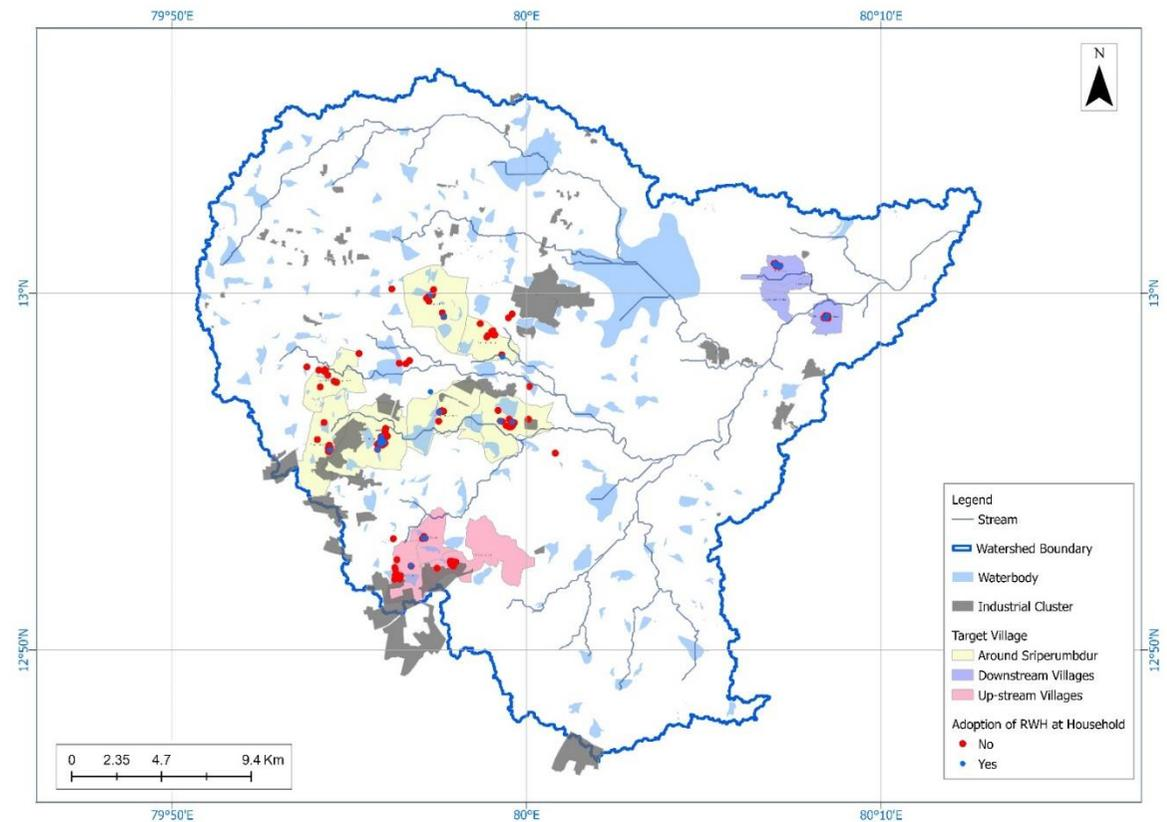 79°50'E 80°E 80°10'E
N
13°N 13°N
12°50'N 12°50'N
Legend
Stream
Watershed Boundary
Waterbody
Industrial Cluster
Target Village
Around Sriperumbdur
Downstream Villages
Up-stream Villages
Adoption of RWH at Household
No
Yes
0 2.35 4.7 9.4 Km
79°50'E 80°E 80°10'E